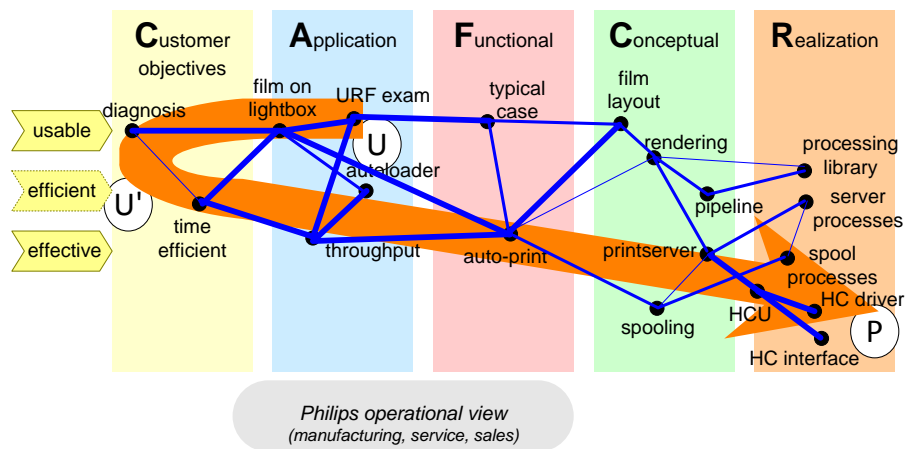 Customer
objectives
Application
Functional
Conceptual
Realization
usable
efficient
effective
diagnosis
film on
lightbox
URF exam
typical
case
film
layout
rendering
processing
library
U
autoloader
pipeline
server
processes
U'
time
efficient
throughput
auto-print
printserver
spool
processes
spooling
HCU
HC driver
HC interface
P
Philips operational view
(manufacturing, service, sales)